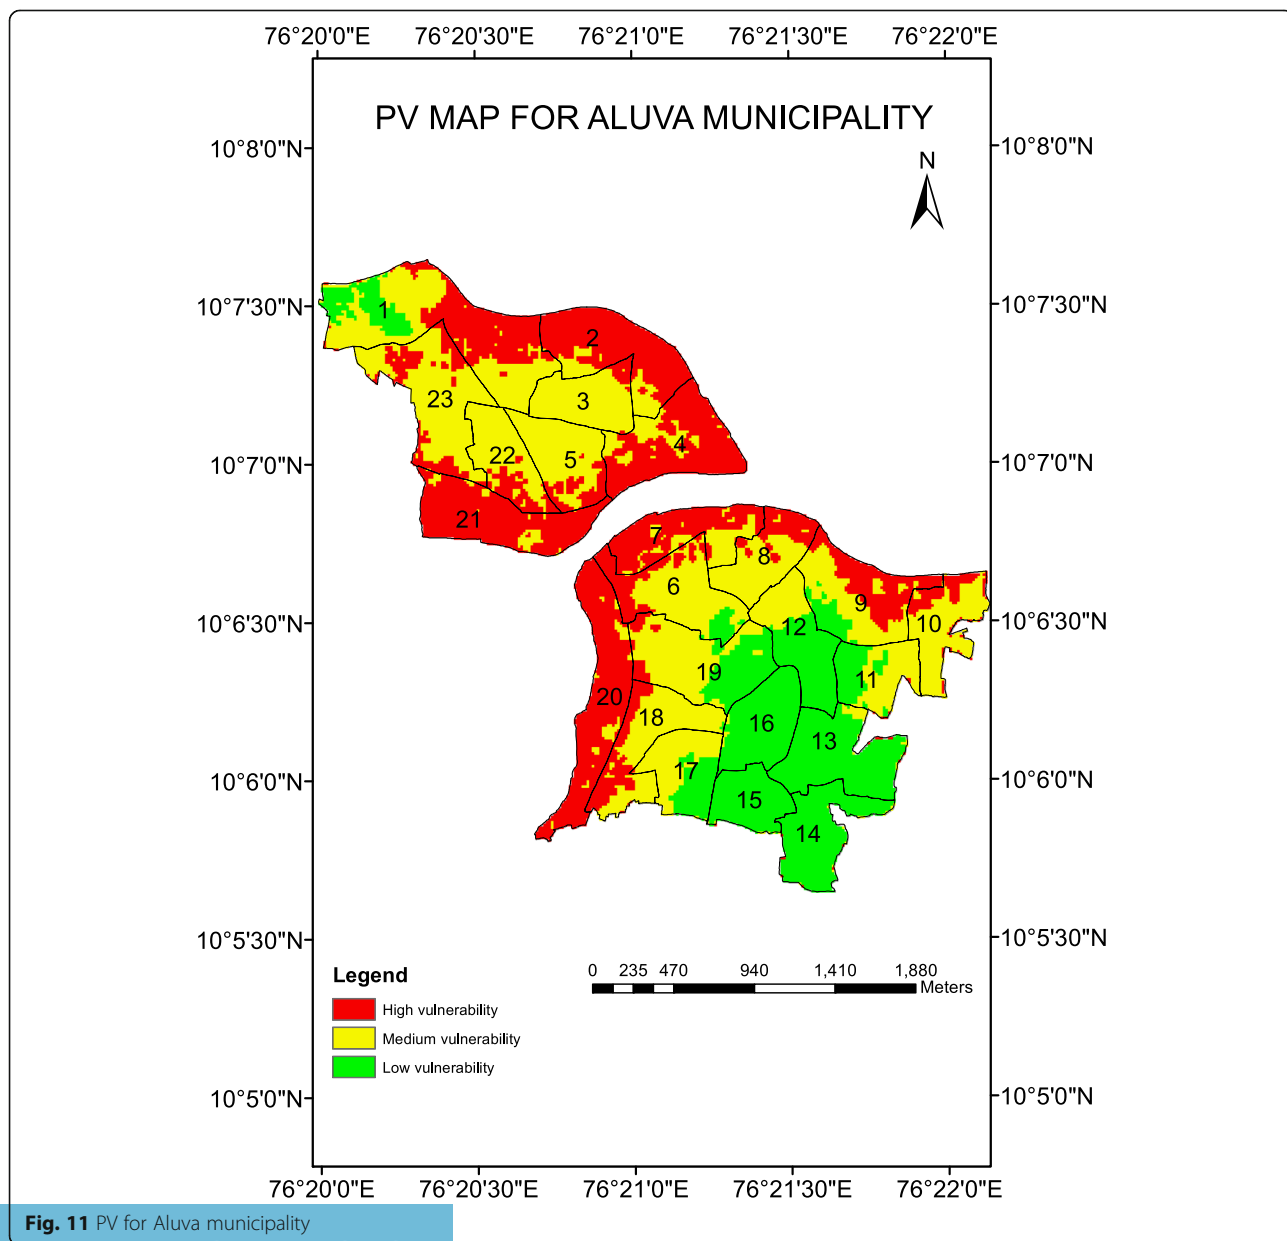 76°20'0"E 76°20'30"E 76°21'0"E 76°21'30"E 76°22'0"E
PV MAP FOR ALUVA MUNICIPALITY
10°8'0"N 10°8'0"N
N
10°7'30"N 10°7'30"N
1
2
23 3
4
22 5
10°7'0"N 10°7'0"N
21
7
8
6
9
10°6'30"N 10°6'30"N
12 10
19 11
20
18 16
13
17
10°6'0"N 10°6'0"N
15
14
10°5'30"N 10°5'30"N
Legend
0 235 470 940 1,410 1,880
Meters
High vulnerability
Medium vulnerability
Low vulnerability
10°5'0"N 10°5'0"N
76°20'0"E 76°20'30"E 76°21'0"E 76°21'30"E 76°22'0"E
Fig. 11 PV for Aluva municipality